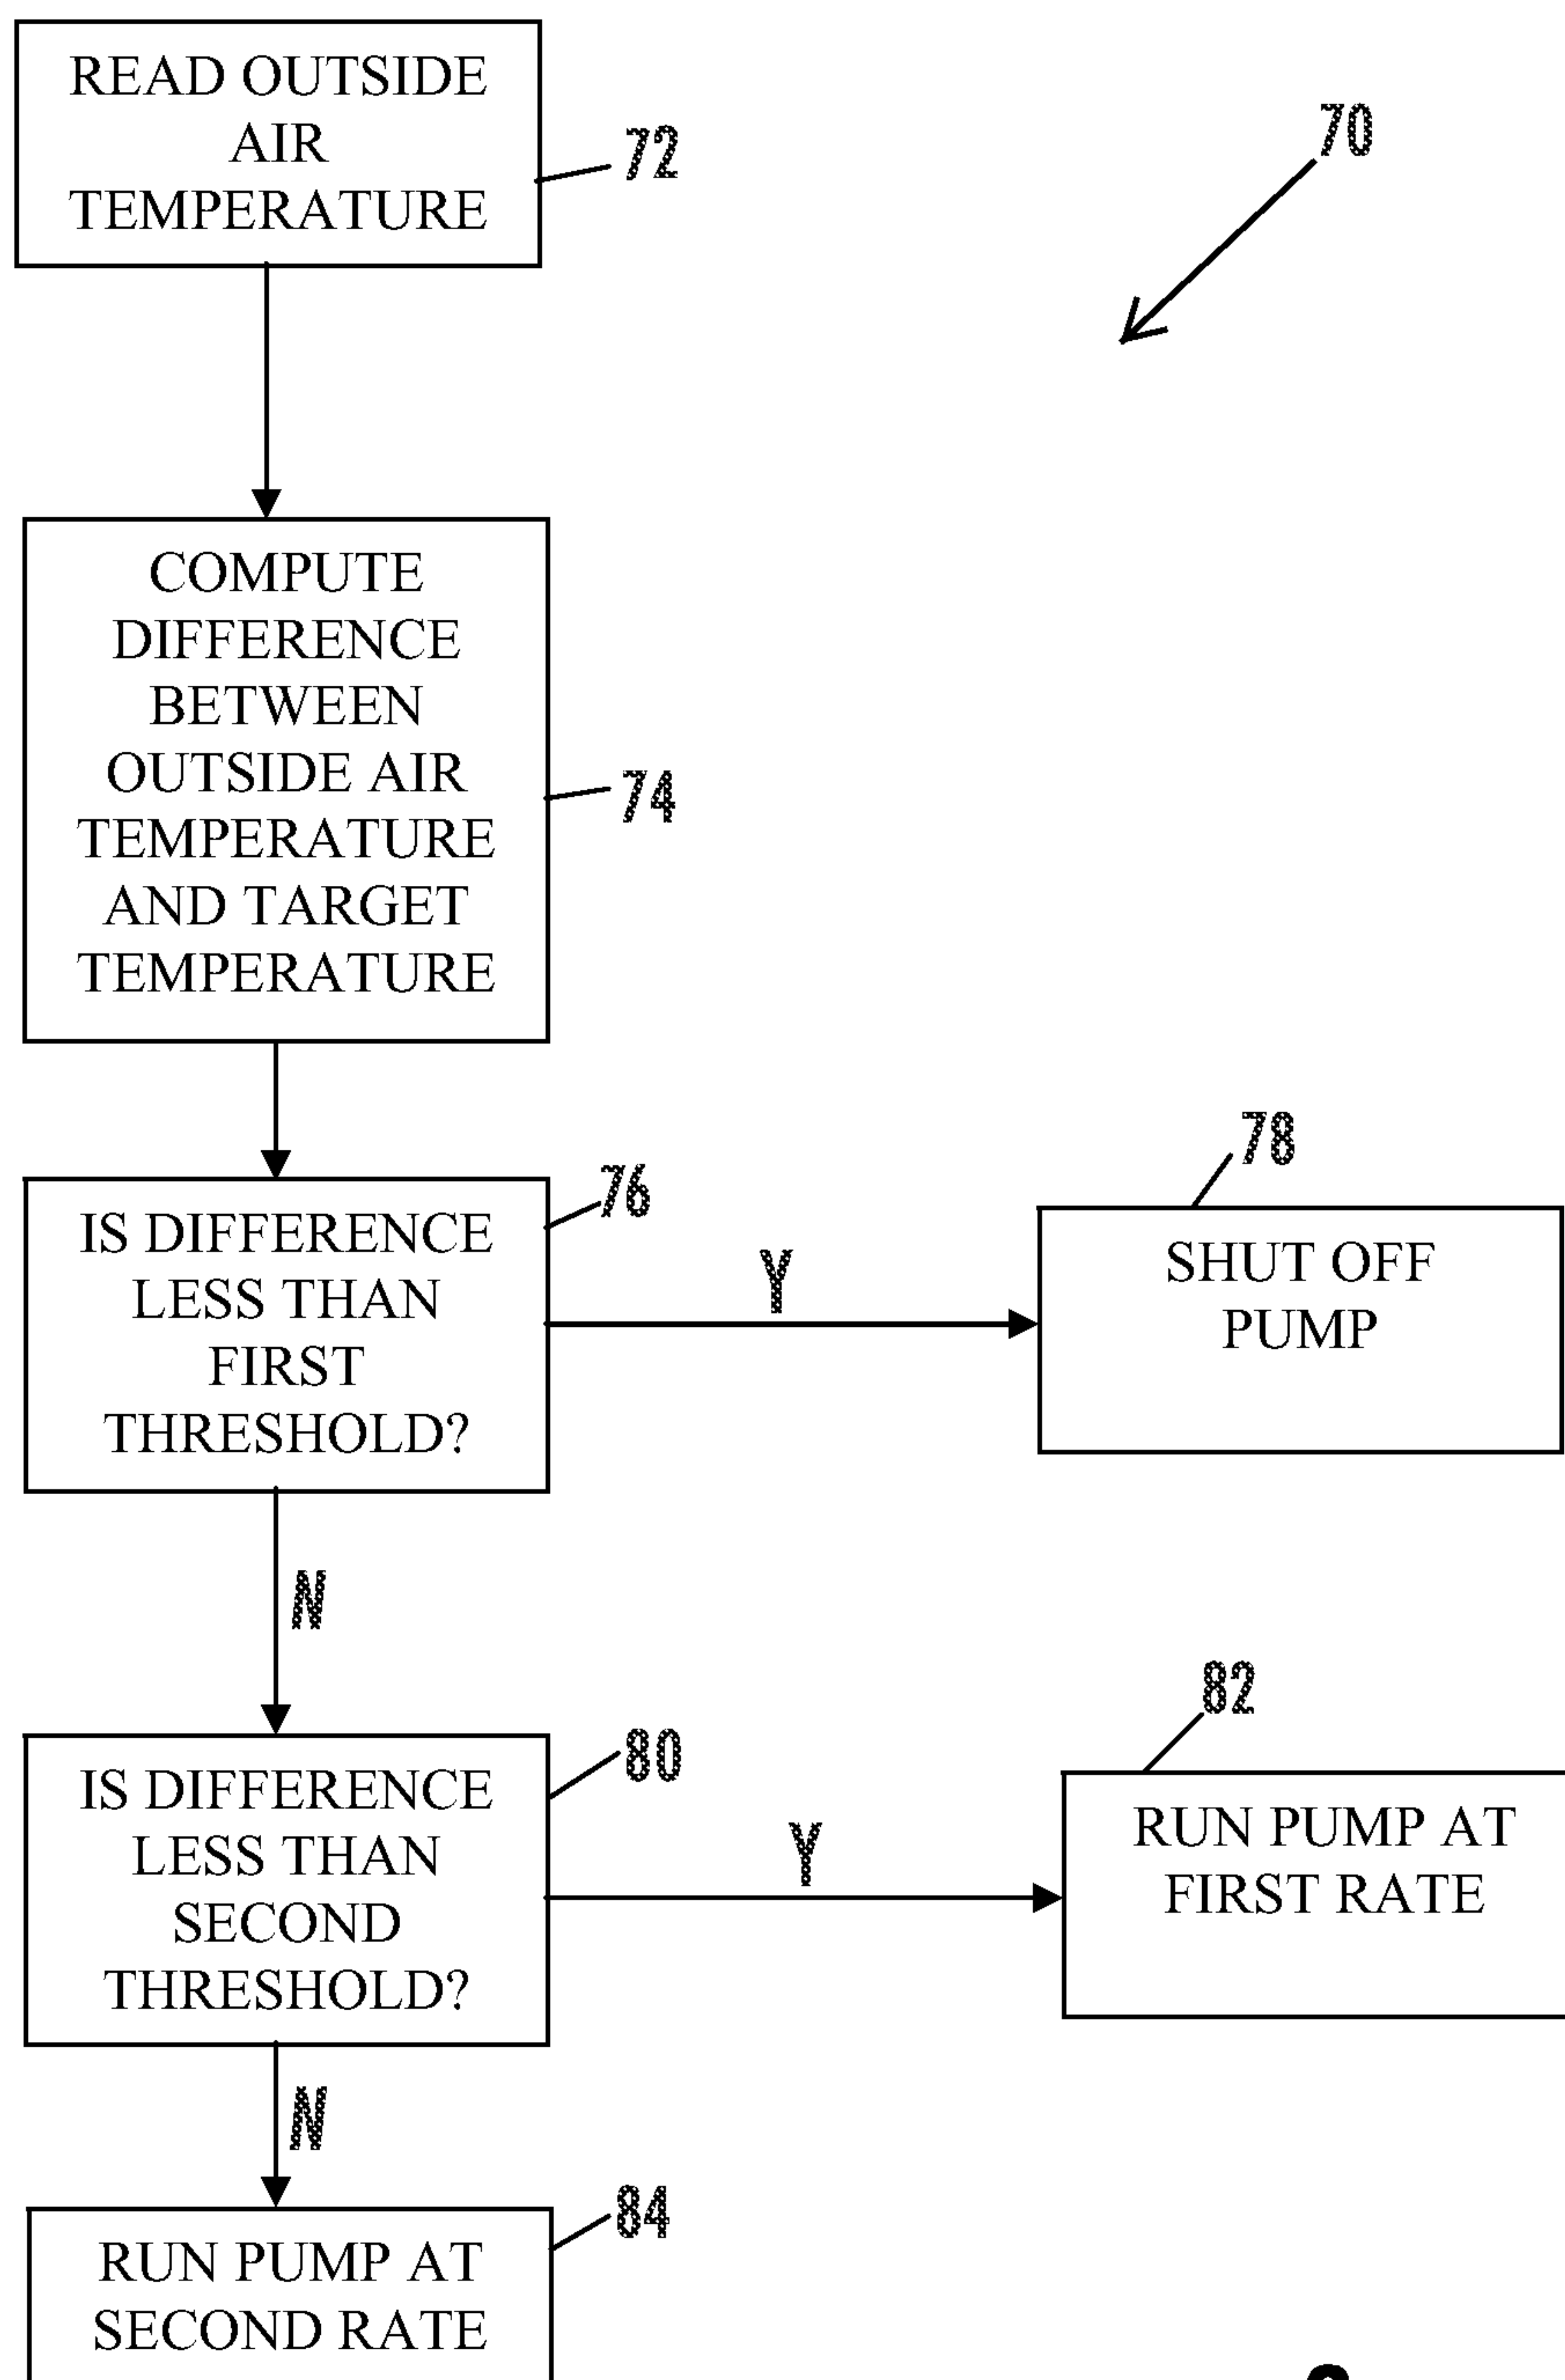 READ OUTSIDE
AIR
TEMPERATURE
72
70
COMPUTE
DIFFERENCE
BETWEEN
OUTSIDE AIR
TEMPERATURE
AND TARGET
TEMPERATURE
74
IS DIFFERENCE
LESS THAN
FIRST
THRESHOLD?
76
Y
78
SHUT OFF
PUMP
N
IS DIFFERENCE
LESS THAN
SECOND
THRESHOLD?
80
Y
82
RUN PUMP AT
FIRST RATE
N
84
RUN PUMP AT
SECOND RATE